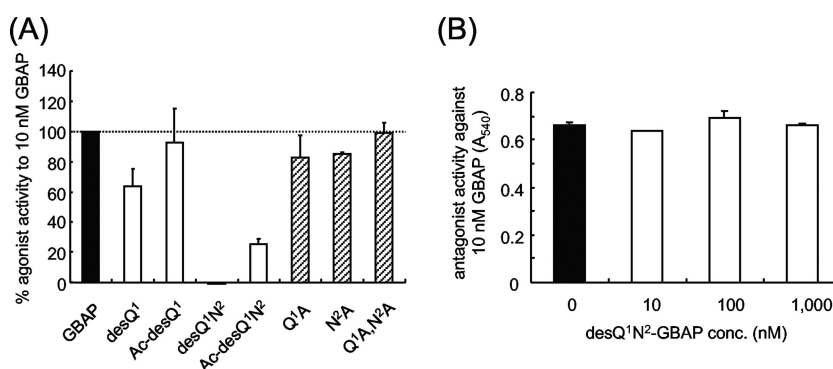 (A)
% agonist activity to 10 nM GBAP
140
120
100
80
60
40
20
0
GBAP
desQ¹
Ac-desQ¹
desQ¹N²
Ac-desQ¹N²
Q¹A
N²A
Q¹A,N²A
(B)
antagonist activity against
10 nM GBAP (A₅₄₀)
0.8
0.6
0.4
0.2
0
0
10
100
1,000
desQ¹N²-GBAP conc. (nM)